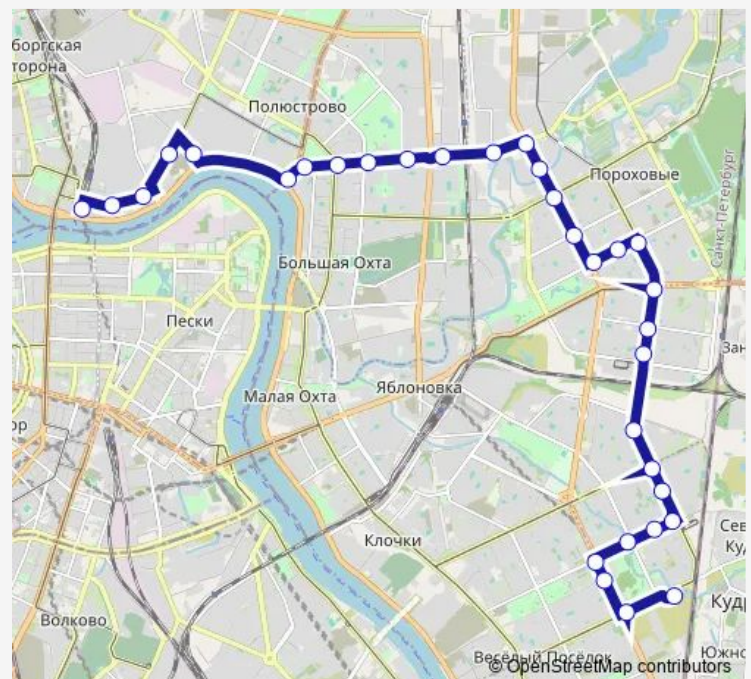 боргская
торона
Полюстрово
Пороховые
Санкт-Петербург
Большая Охта
Пески
Зан
Яблоновка
Малая Охта
ор
Клочки
Сев
Ку
Кудр
Волково
Весёлый Посёлок
Южно
© OpenStreetMap contributors